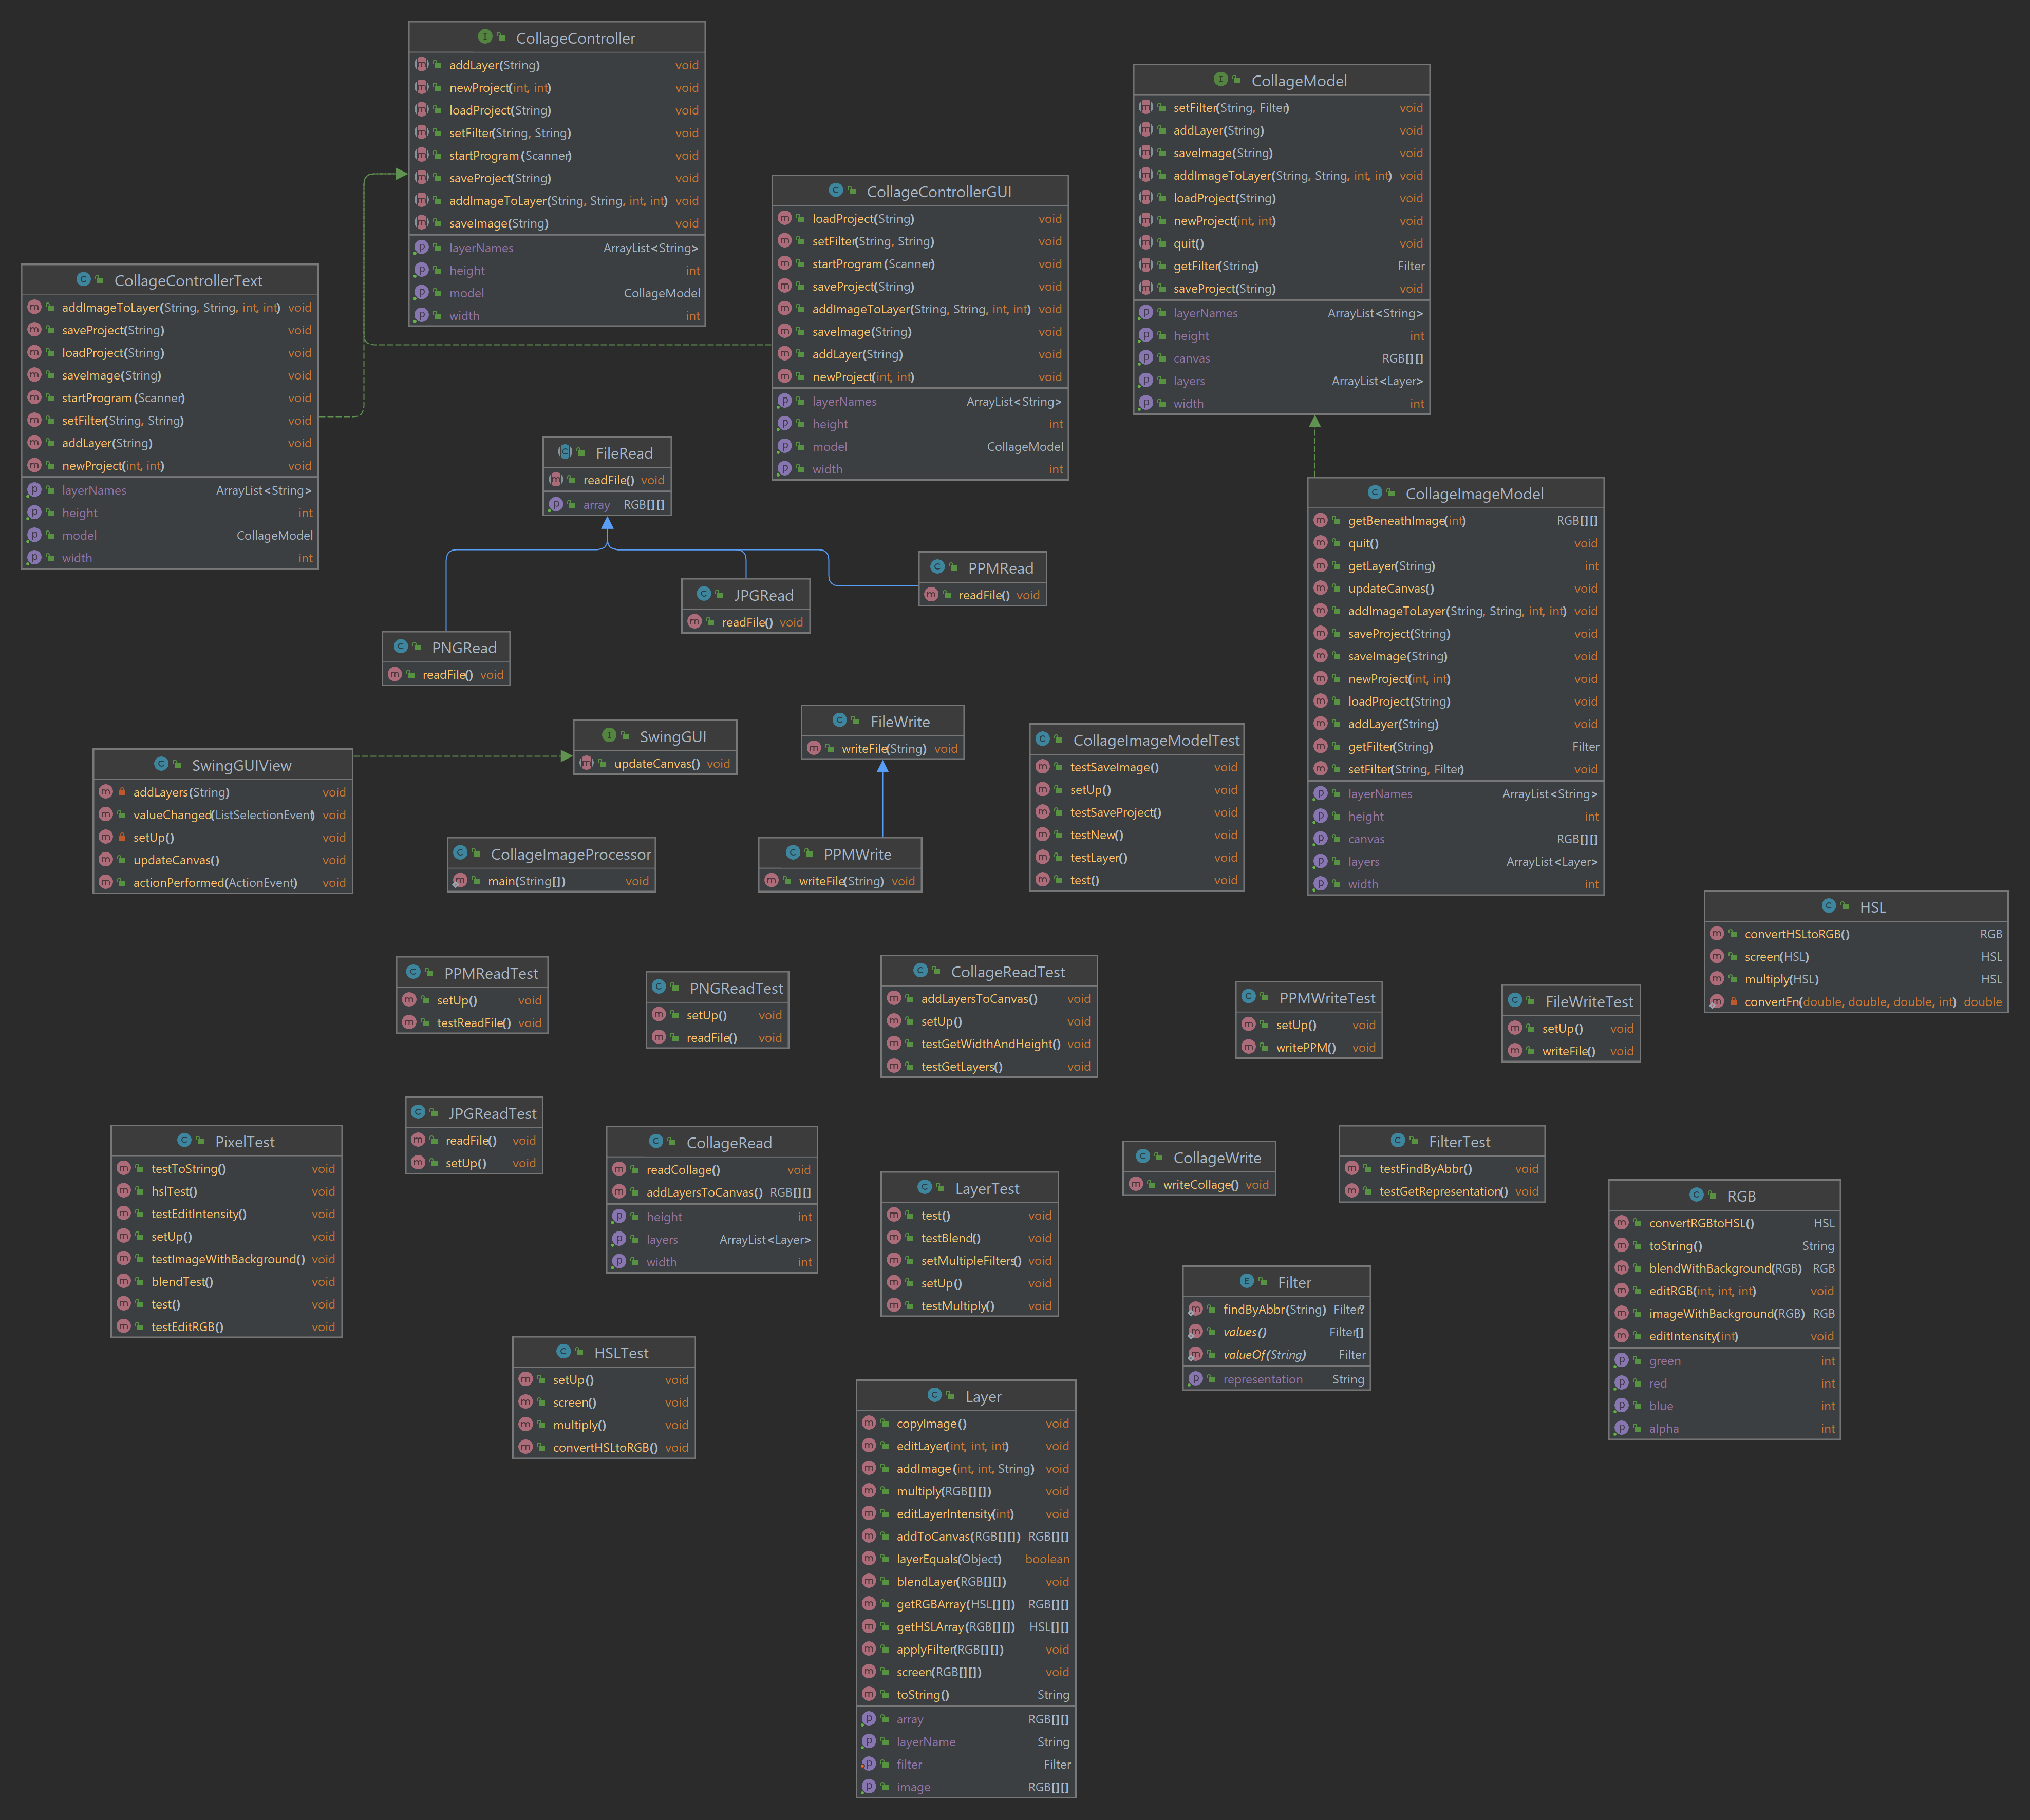 CollageController
addLayer(String) void
newProject(int, int) void
loadProject(String) void
setFilter(String, String) void
startProgram(Scanner) void
saveProject(String) void
addImageToLayer(String, String, int, int) void
saveImage(String) void
layerNames ArrayList<String>
height int
model CollageModel
width int
CollageModel
setFilter(String, Filter) void
addLayer(String) void
saveImage(String) void
addImageToLayer(String, String, int, int) void
loadProject(String) void
newProject(int, int) void
quit() void
getFilter(String) Filter
saveProject(String) void
layerNames ArrayList<String>
height int
canvas RGB[][]
layers ArrayList<Layer>
width int
CollageControllerGUI
loadProject(String) void
setFilter(String, String) void
startProgram(Scanner) void
saveProject(String) void
addImageToLayer(String, String, int, int) void
saveImage(String) void
addLayer(String) void
newProject(int, int) void
layerNames ArrayList<String>
height int
model CollageModel
width int
CollageControllerText
addImageToLayer(String, String, int, int) void
saveProject(String) void
loadProject(String) void
saveImage(String) void
startProgram(Scanner) void
setFilter(String, String) void
addLayer(String) void
newProject(int, int) void
layerNames ArrayList<String>
height int
model CollageModel
width int
FileRead
readFile() void
array RGB[][]
CollageImageModel
getBeneathImage(int) RGB[][]
quit() void
getLayer(String) int
updateCanvas() void
addImageToLayer(String, String, int, int) void
saveProject(String) void
saveImage(String) void
newProject(int, int) void
loadProject(String) void
addLayer(String) void
getFilter(String) Filter
setFilter(String, Filter) void
layerNames ArrayList<String>
height int
canvas RGB[][]
layers ArrayList<Layer>
width int
PPMRead
readFile() void
JPGRead
readFile() void
PNGRead
readFile() void
FileWrite
writeFile(String) void
SwingGUI
updateCanvas() void
CollageImageModelTest
testSaveImage() void
setUp() void
testSaveProject() void
testNew() void
testLayer() void
test() void
SwingGUIView
addLayers(String) void
valueChanged(ListSelectionEvent) void
setUp() void
updateCanvas() void
actionPerformed(ActionEvent) void
CollageImageProcessor
main(String[]) void
PPMWrite
writeFile(String) void
HSL
convertHSLtoRGB() RGB
screen(HSL) HSL
multiply(HSL) HSL
convertFn(double, double, double, int) double
PPMReadTest
setUp() void
testReadFile() void
PNGReadTest
setUp() void
readFile() void
CollageReadTest
addLayersToCanvas() void
setUp() void
testGetWidthAndHeight() void
testGetLayers() void
PPMWriteTest
setUp() void
writePPM() void
FileWriteTest
setUp() void
writeFile() void
JPGReadTest
readFile() void
setUp() void
PixelTest
testToString() void
hslTest() void
testEditIntensity() void
setUp() void
testImageWithBackground() void
blendTest() void
test() void
testEditRGB() void
CollageRead
readCollage() void
addLayersToCanvas() RGB[][]
height int
layers ArrayList<Layer>
width int
LayerTest
test() void
testBlend() void
setMultipleFilters() void
setUp() void
testMultiply() void
CollageWrite
writeCollage() void
FilterTest
testFindByAbbr() void
testGetRepresentation() void
RGB
convertRGBtoHSL() HSL
toString() String
blendWithBackground(RGB) RGB
editRGB(int, int, int) void
imageWithBackground(RGB) RGB
editIntensity(int) void
green int
red int
blue int
alpha int
Filter
findByAbbr(String) Filter?
values() Filter[]
valueOf(String) Filter
representation String
HSLTest
setUp() void
screen() void
multiply() void
convertHSLtoRGB() void
Layer
copyImage() void
editLayer(int, int, int) void
addImage(int, int, String) void
multiply(RGB[][]) void
editLayerIntensity(int) void
addToCanvas(RGB[][]) RGB[][]
layerEquals(Object) boolean
blendLayer(RGB[][]) void
getRGBArray(HSL[][]) RGB[][]
getHSLArray(RGB[][]) HSL[][]
applyFilter(RGB[][]) void
screen(RGB[][]) void
toString() String
array RGB[][]
layerName String
filter Filter
image RGB[][]